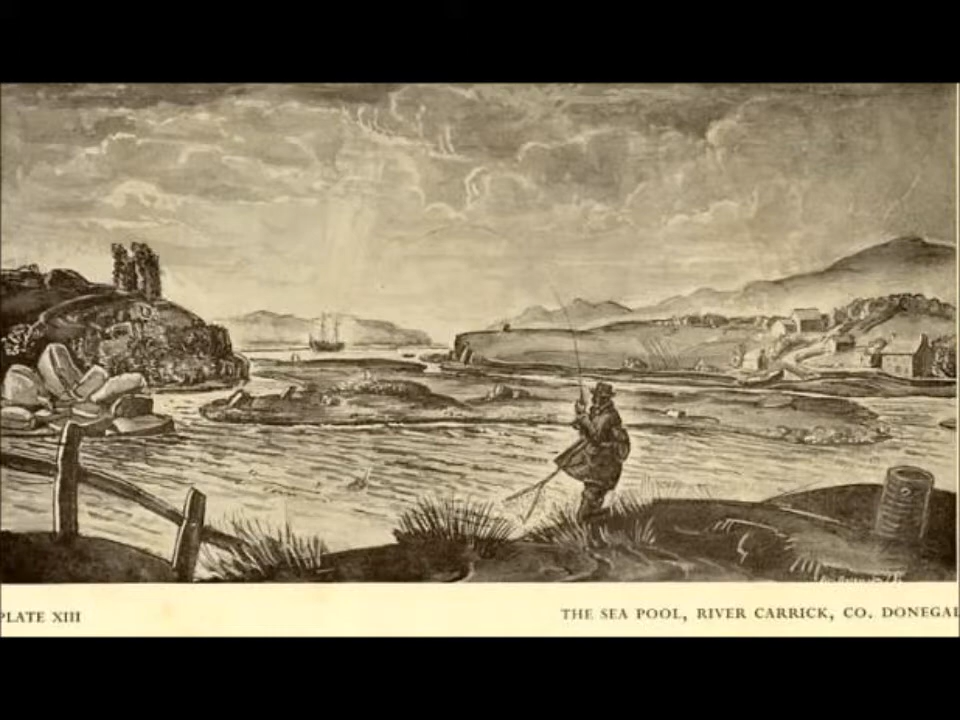 PLATE XIII
THE SEA POOL, RIVER CARRICK, CO. DONEGAL